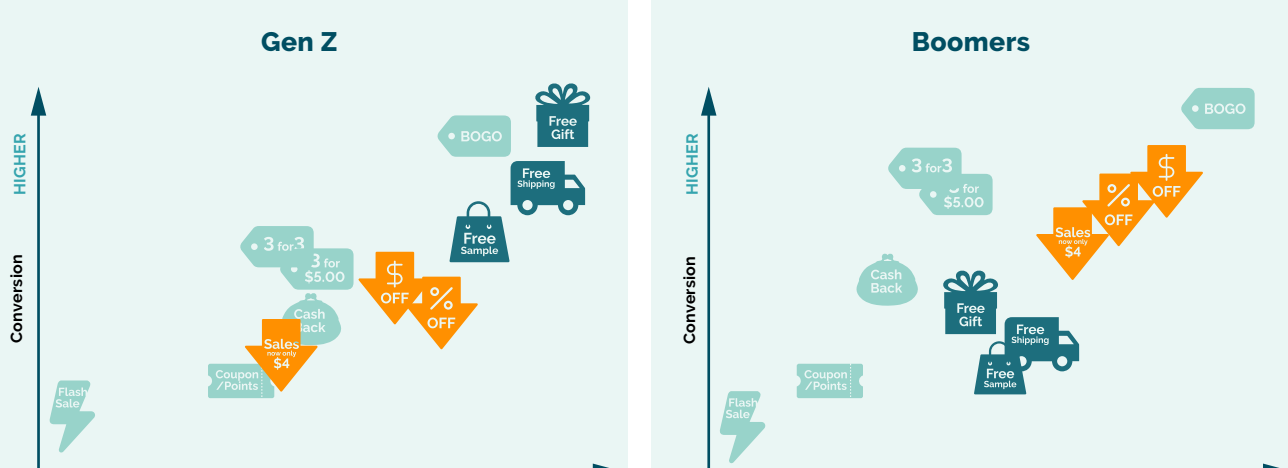 Gen Z
HIGHER
Conversion
Free
Gift
BOGO
Free
Shipping
Free
Sample
3 for 3
3 for
$5.00
$
OFF
%
OFF
Cash
Back
Sales
now only
$4
Coupon
/Points
Flash
Sale
Boomers
HIGHER
Conversion
BOGO
3 for 3
3 for
$5.00
$
OFF
%
OFF
Sales
now only
$4
Cash
Back
Free
Gift
Free
Shipping
Free
Sample
Coupon
/Points
Flash
Sale